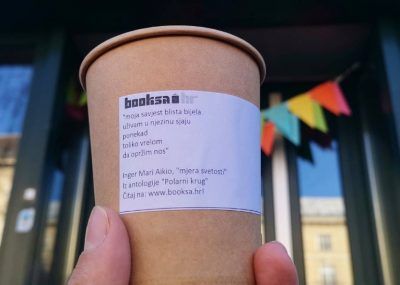 booksa hr
"moja savjest blista bijela
uživam u njezinu sjaju
ponekad
toliko vrelom
da opržim nos"
Inger Mari Aikio, "mjera svetosti"
Iz antologije "Polarni krug"
Čitaj na: www.booksa.hr!